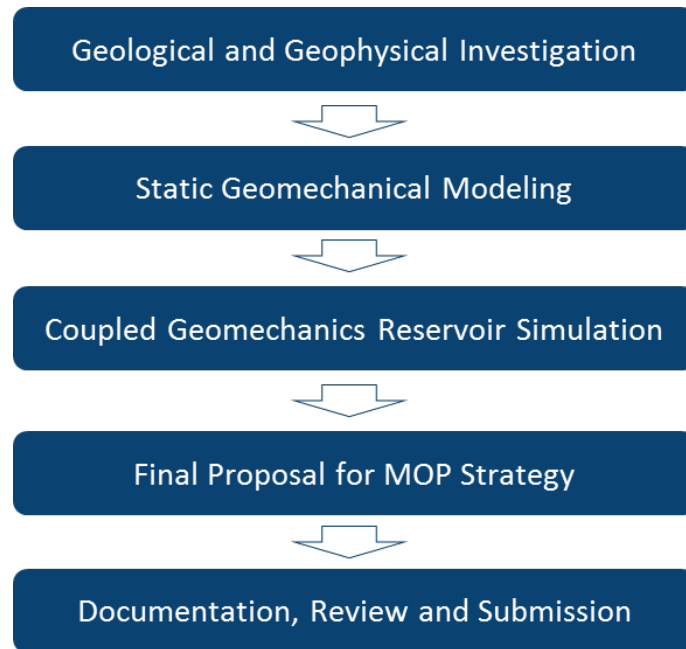 Geological and Geophysical Investigation
Static Geomechanical Modeling
Coupled Geomechanics Reservoir Simulation
Final Proposal for MOP Strategy
Documentation, Review and Submission